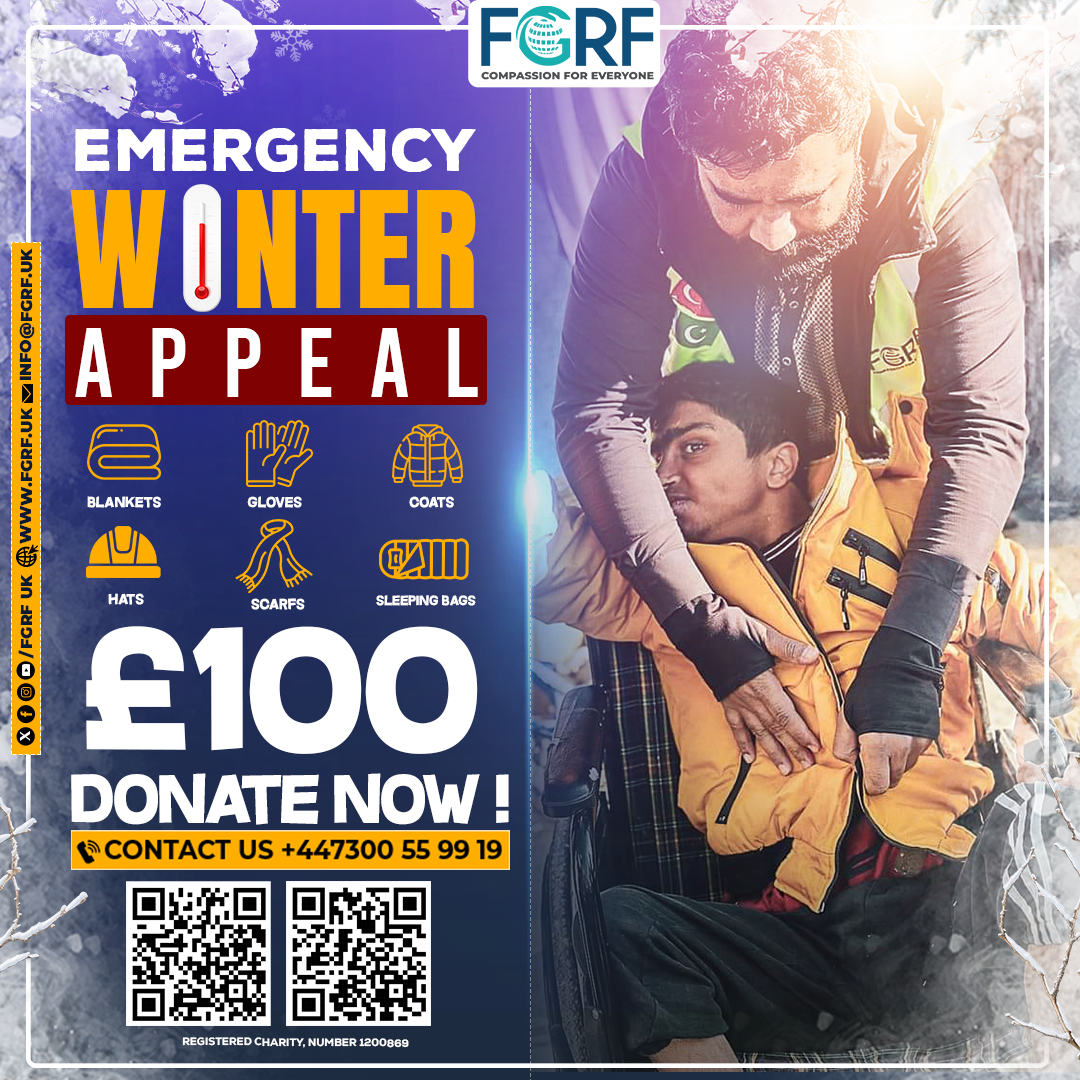 FGRF
COMPASSION FOR EVERYONE
EMERGENCY
WINTER
APPEAL
BLANKETS
GLOVES
COATS
HATS
SCARFS
SLEEPING BAGS
£100
DONATE NOW !
CONTACT US +447300 55 99 19
REGISTERED CHARITY, NUMBER 1200869
/FGRF UK WWW.FGRF.UK INFO@FGRF.UK
FGRF